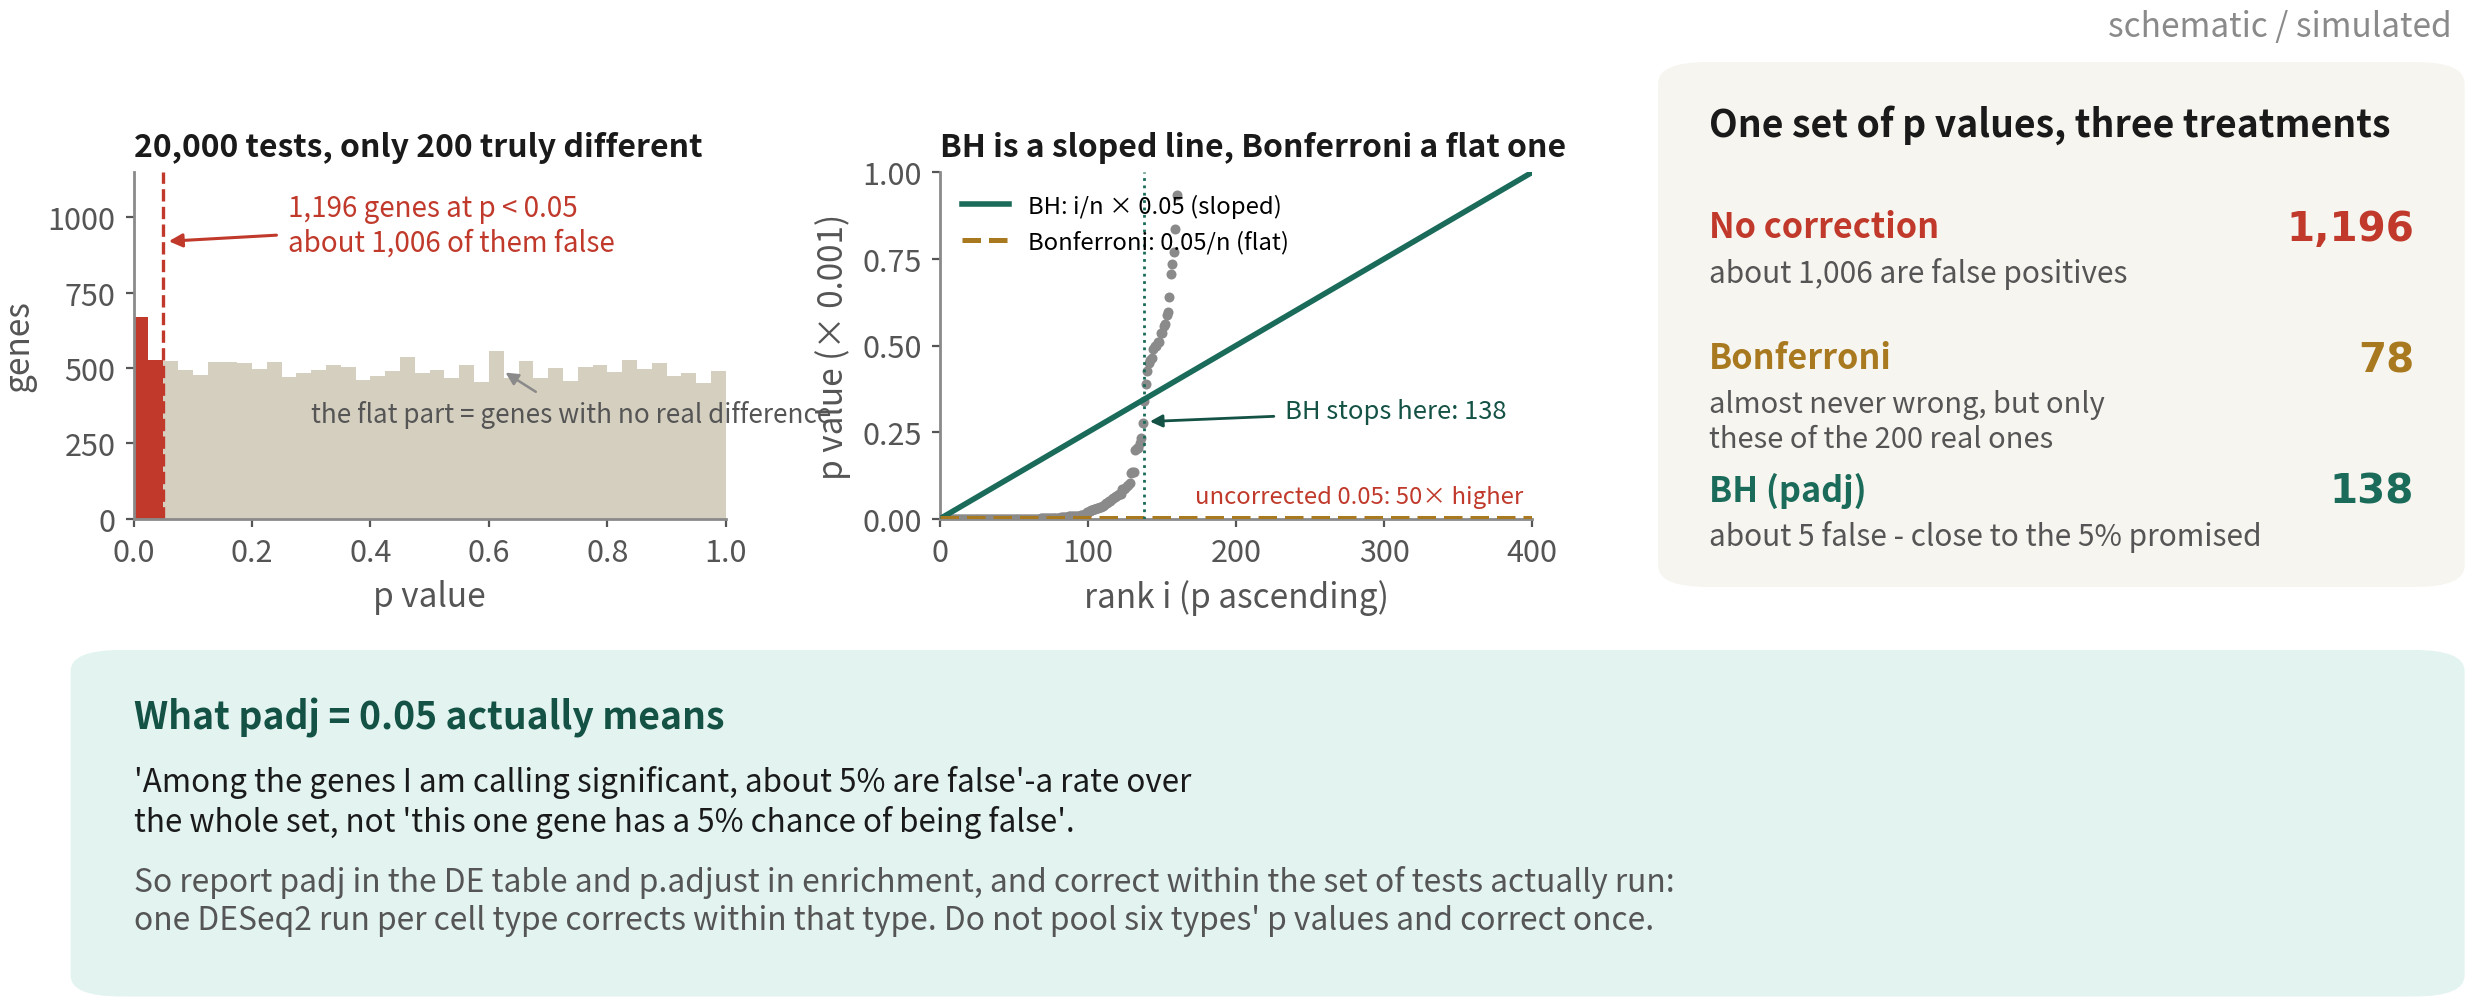 schematic / simulated
20,000 tests, only 200 truly different
1,196 genes at p < 0.05
about 1,006 of them false
the flat part = genes with no real difference
genes
1000
750
500
250
0
0.0 0.2 0.4 0.6 0.8 1.0
p value
BH is a sloped line, Bonferroni a flat one
BH: i/n × 0.05 (sloped)
Bonferroni: 0.05/n (flat)
BH stops here: 138
uncorrected 0.05: 50× higher
p value (× 0.001)
1.00
0.75
0.50
0.25
0.00
0 100 200 300 400
rank i (p ascending)
One set of p values, three treatments
No correction 1,196
about 1,006 are false positives
Bonferroni 78
almost never wrong, but only
these of the 200 real ones
BH (padj) 138
about 5 false - close to the 5% promised
What padj = 0.05 actually means
'Among the genes I am calling significant, about 5% are false'-a rate over
the whole set, not 'this one gene has a 5% chance of being false'.
So report padj in the DE table and p.adjust in enrichment, and correct within the set of tests actually run:
one DESeq2 run per cell type corrects within that type. Do not pool six types' p values and correct once.